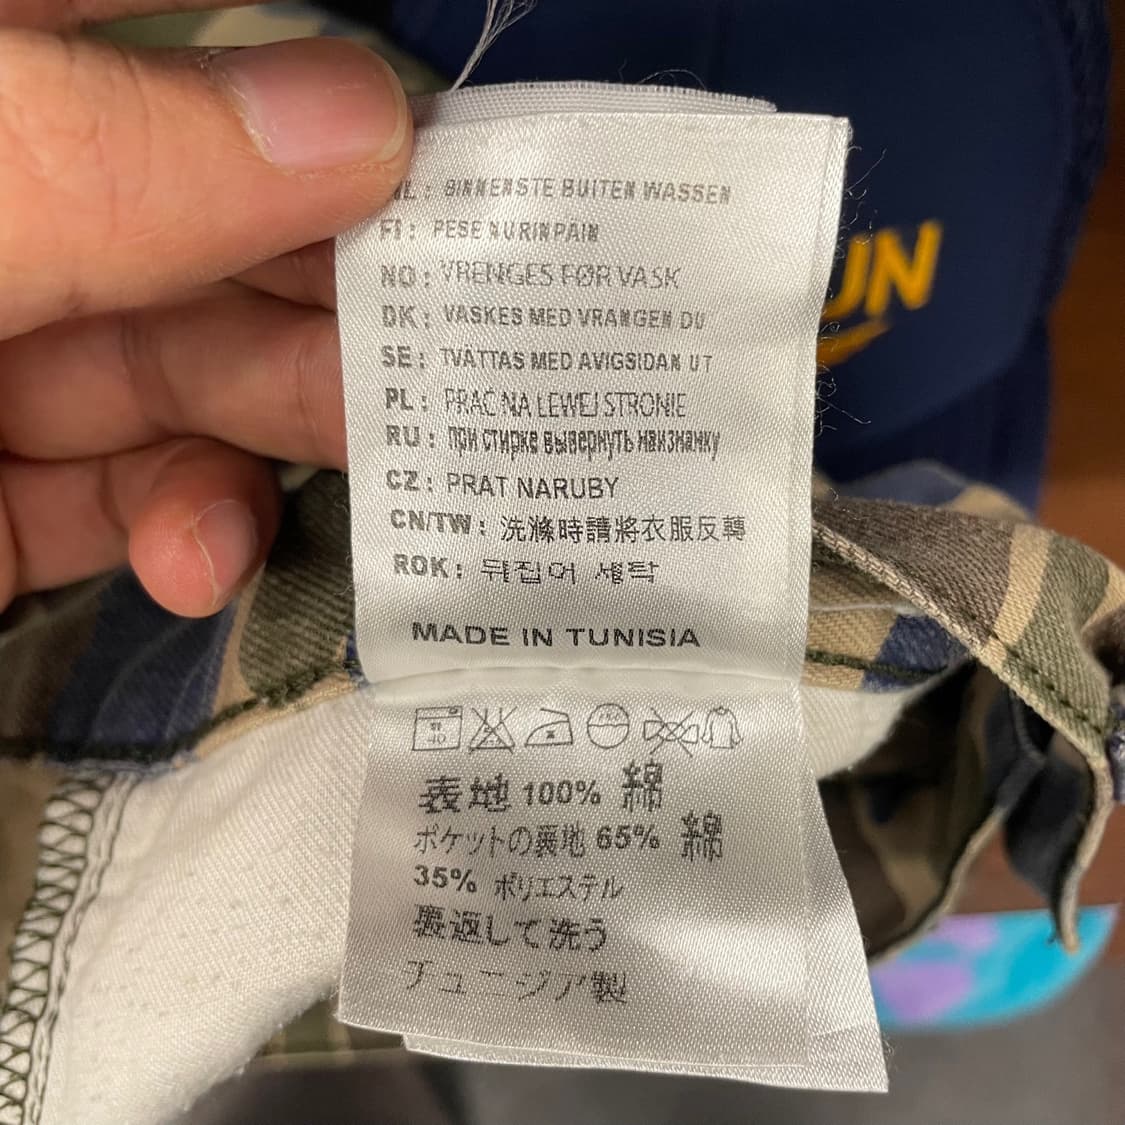 NL: BINNENSTE BUITEN WASSEN
FI: PESE NURINPAIN
NO: VRENGES FØR VASK
DK: VASKES MED VRANGEN DU
SE: TVÄTTAS MED AVIGSIDAN UT
PL: PRAĆ NA LEWEJ STRONIE
RU: При стирке вывернуть наизнанку
CZ: PRAT NARUBY
CN/TW: 洗滌時請將衣服反轉
ROK: 뒤집어 세탁
MADE IN TUNISIA
40
表地 100% 綿
ポケットの裏地 65% 綿
35% ポリエステル
裏返して洗う
チュニジア製
UN